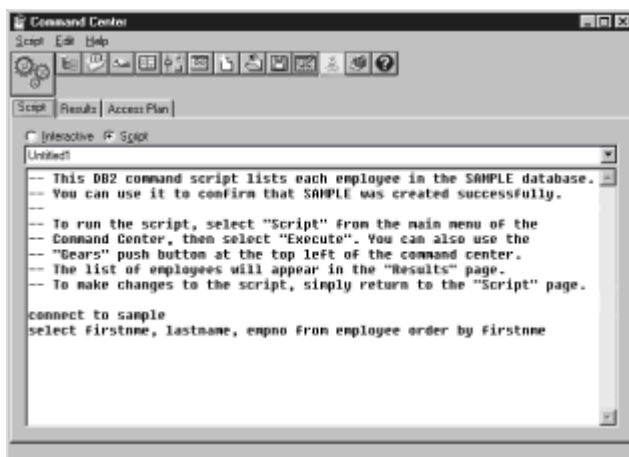 Command Center
Script Edit Help
Script Results Access Plan
Interactive Script
Untitled1
-- This DB2 command script lists each employee in the SAMPLE database.
-- You can use it to confirm that SAMPLE was created successfully.
--
-- To run the script, select "Script" from the main menu of the
-- Command Center, then select "Execute". You can also use the
-- "Gears" push button at the top left of the command center.
-- The list of employees will appear in the "Results" page.
-- To make changes to the script, simply return to the "Script" page.
connect to sample
select firstnme, lastname, empno from employee order by firstnme